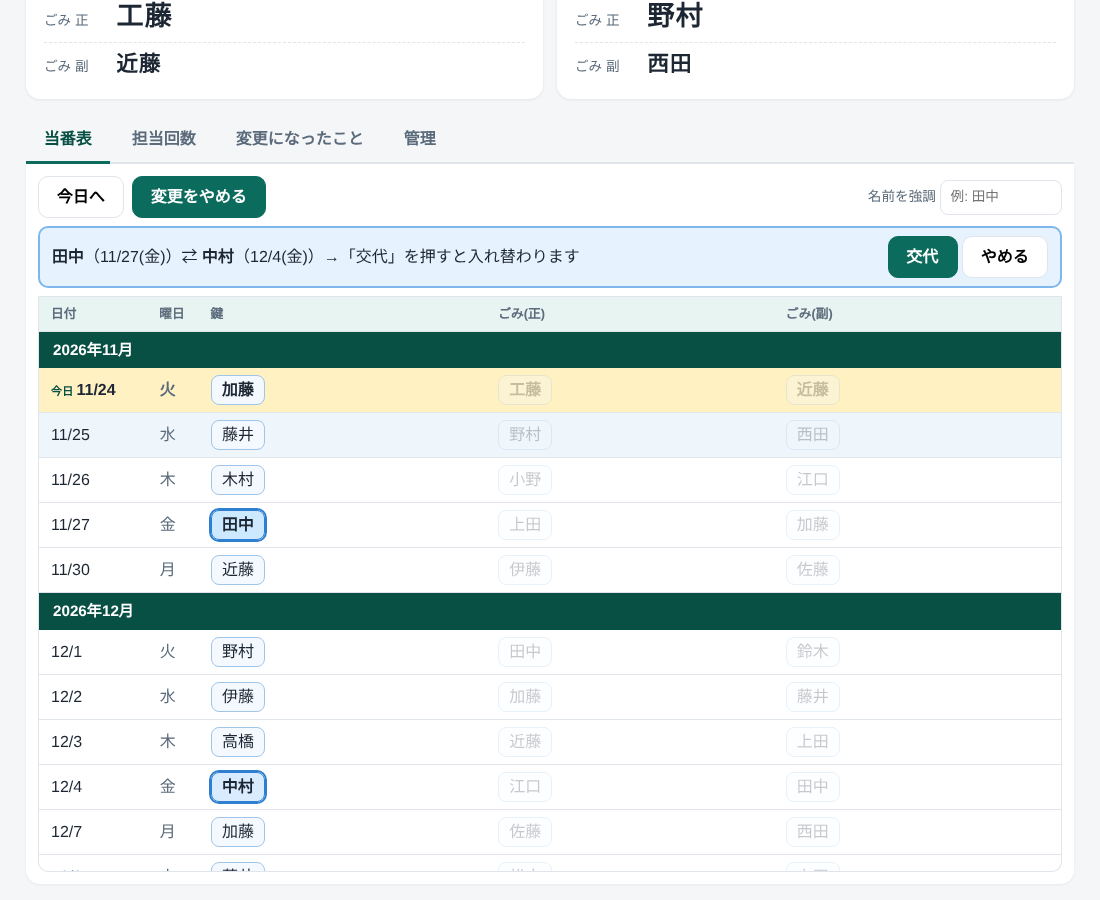 ごみ 正 工藤
ごみ 副 近藤
ごみ 正 野村
ごみ 副 西田
当番表 担当回数 変更になったこと 管理
今日へ 変更をやめる 名前を強調 例: 田中
田中（11/27(金)）⇄ 中村（12/4(金)）→「交代」を押すと入れ替わります 交代 やめる
日付 曜日 鍵 ごみ(正) ごみ(副)
2026年11月
今日 11/24 火 加藤 工藤 近藤
11/25 水 藤井 野村 西田
11/26 木 木村 小野 江口
11/27 金 田中 上田 加藤
11/30 月 近藤 伊藤 佐藤
2026年12月
12/1 火 野村 田中 鈴木
12/2 水 伊藤 加藤 藤井
12/3 木 高橋 近藤 上田
12/4 金 中村 江口 田中
12/7 月 加藤 佐藤 西田